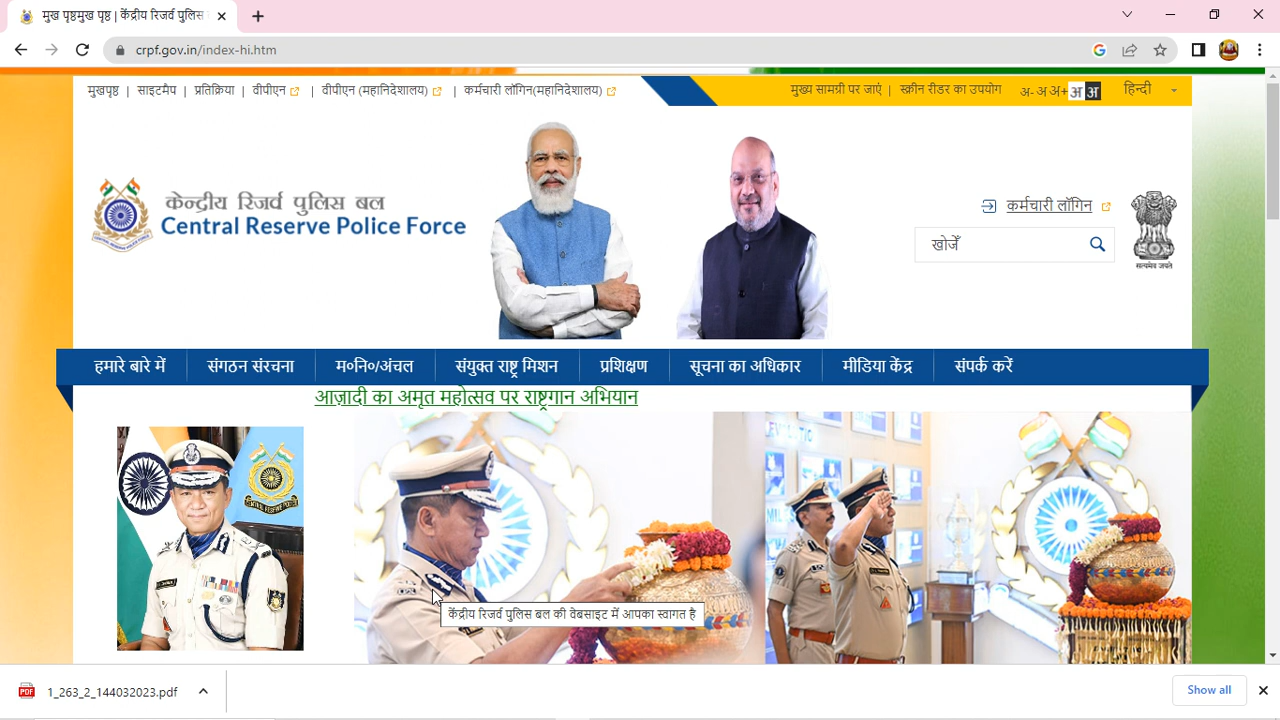 मुख पृष्ठमुख पृष्ठ | केंद्रीय रिजर्व पुलिस
crpf.gov.in/index-hi.htm
मुखपृष्ठ | साइटमैप | प्रतिक्रिया | वीपीएन | वीपीएन (महानिदेशालय) | कर्मचारी लॉगिन(महानिदेशालय)
मुख्य सामग्री पर जाएं | स्क्रीन रीडर का उपयोग अ- अ अ+ अ अ हिन्दी
केन्द्रीय रिजर्व पुलिस बल
Central Reserve Police Force
कर्मचारी लॉगिन
खोजेँ
सत्यमेव जयते
हमारे बारे में संगठन संरचना म०नि०/अंचल संयुक्त राष्ट्र मिशन प्रशिक्षण सूचना का अधिकार मीडिया केंद्र संपर्क करें
आज़ादी का अमृत महोत्सव पर राष्ट्रगान अभियान
केंद्रीय रिजर्व पुलिस बल की वेबसाइट में आपका स्वागत है
PDF 1_263_2_144032023.pdf
Show all